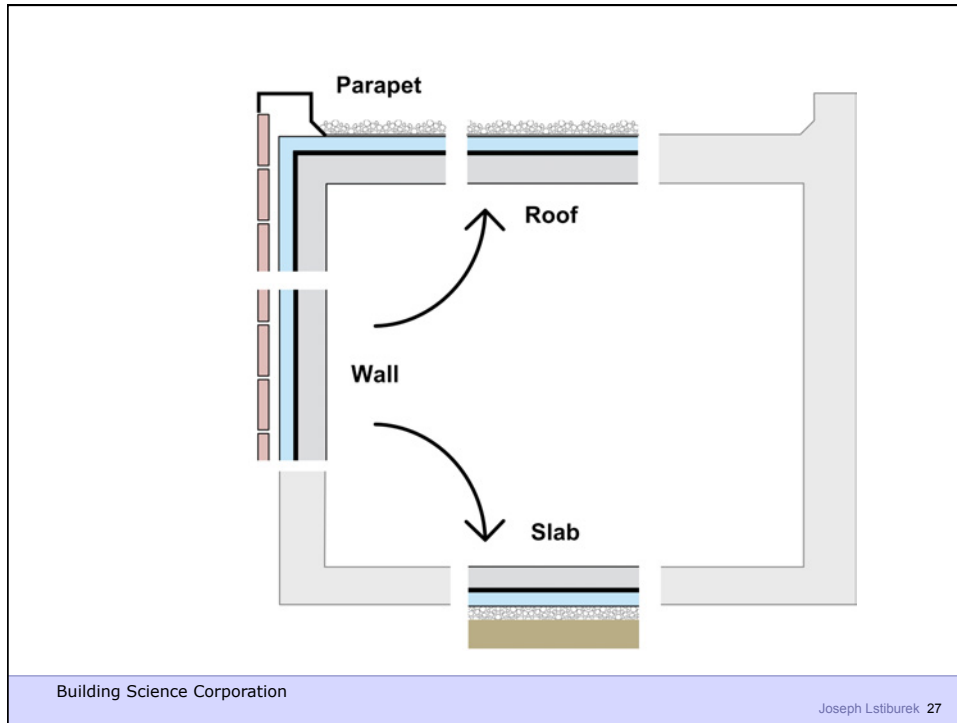 Parapet
Roof
Wall
Slab
Building Science Corporation
Joseph Lstiburek 27